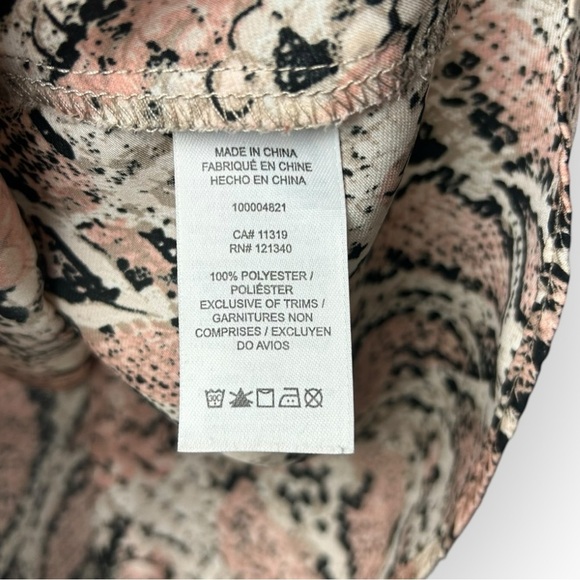 MADE IN CHINA
FABRIQUÉ EN CHINE
HECHO EN CHINA
100004821
CA# 11319
RN# 121340
100% POLYESTER /
POLIÉSTER
EXCLUSIVE OF TRIMS /
GARNITURES NON
COMPRISES / EXCLUYEN
DO AVIOS
30C